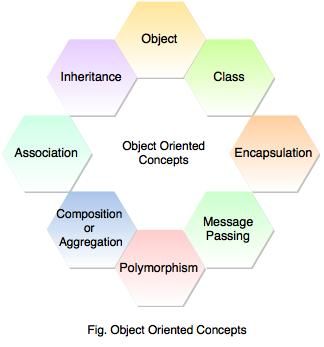 Object
Inheritance
Class
Association
Object Oriented
Concepts
Encapsulation
Composition
or
Aggregation
Message
Passing
Polymorphism
Fig. Object Oriented Concepts